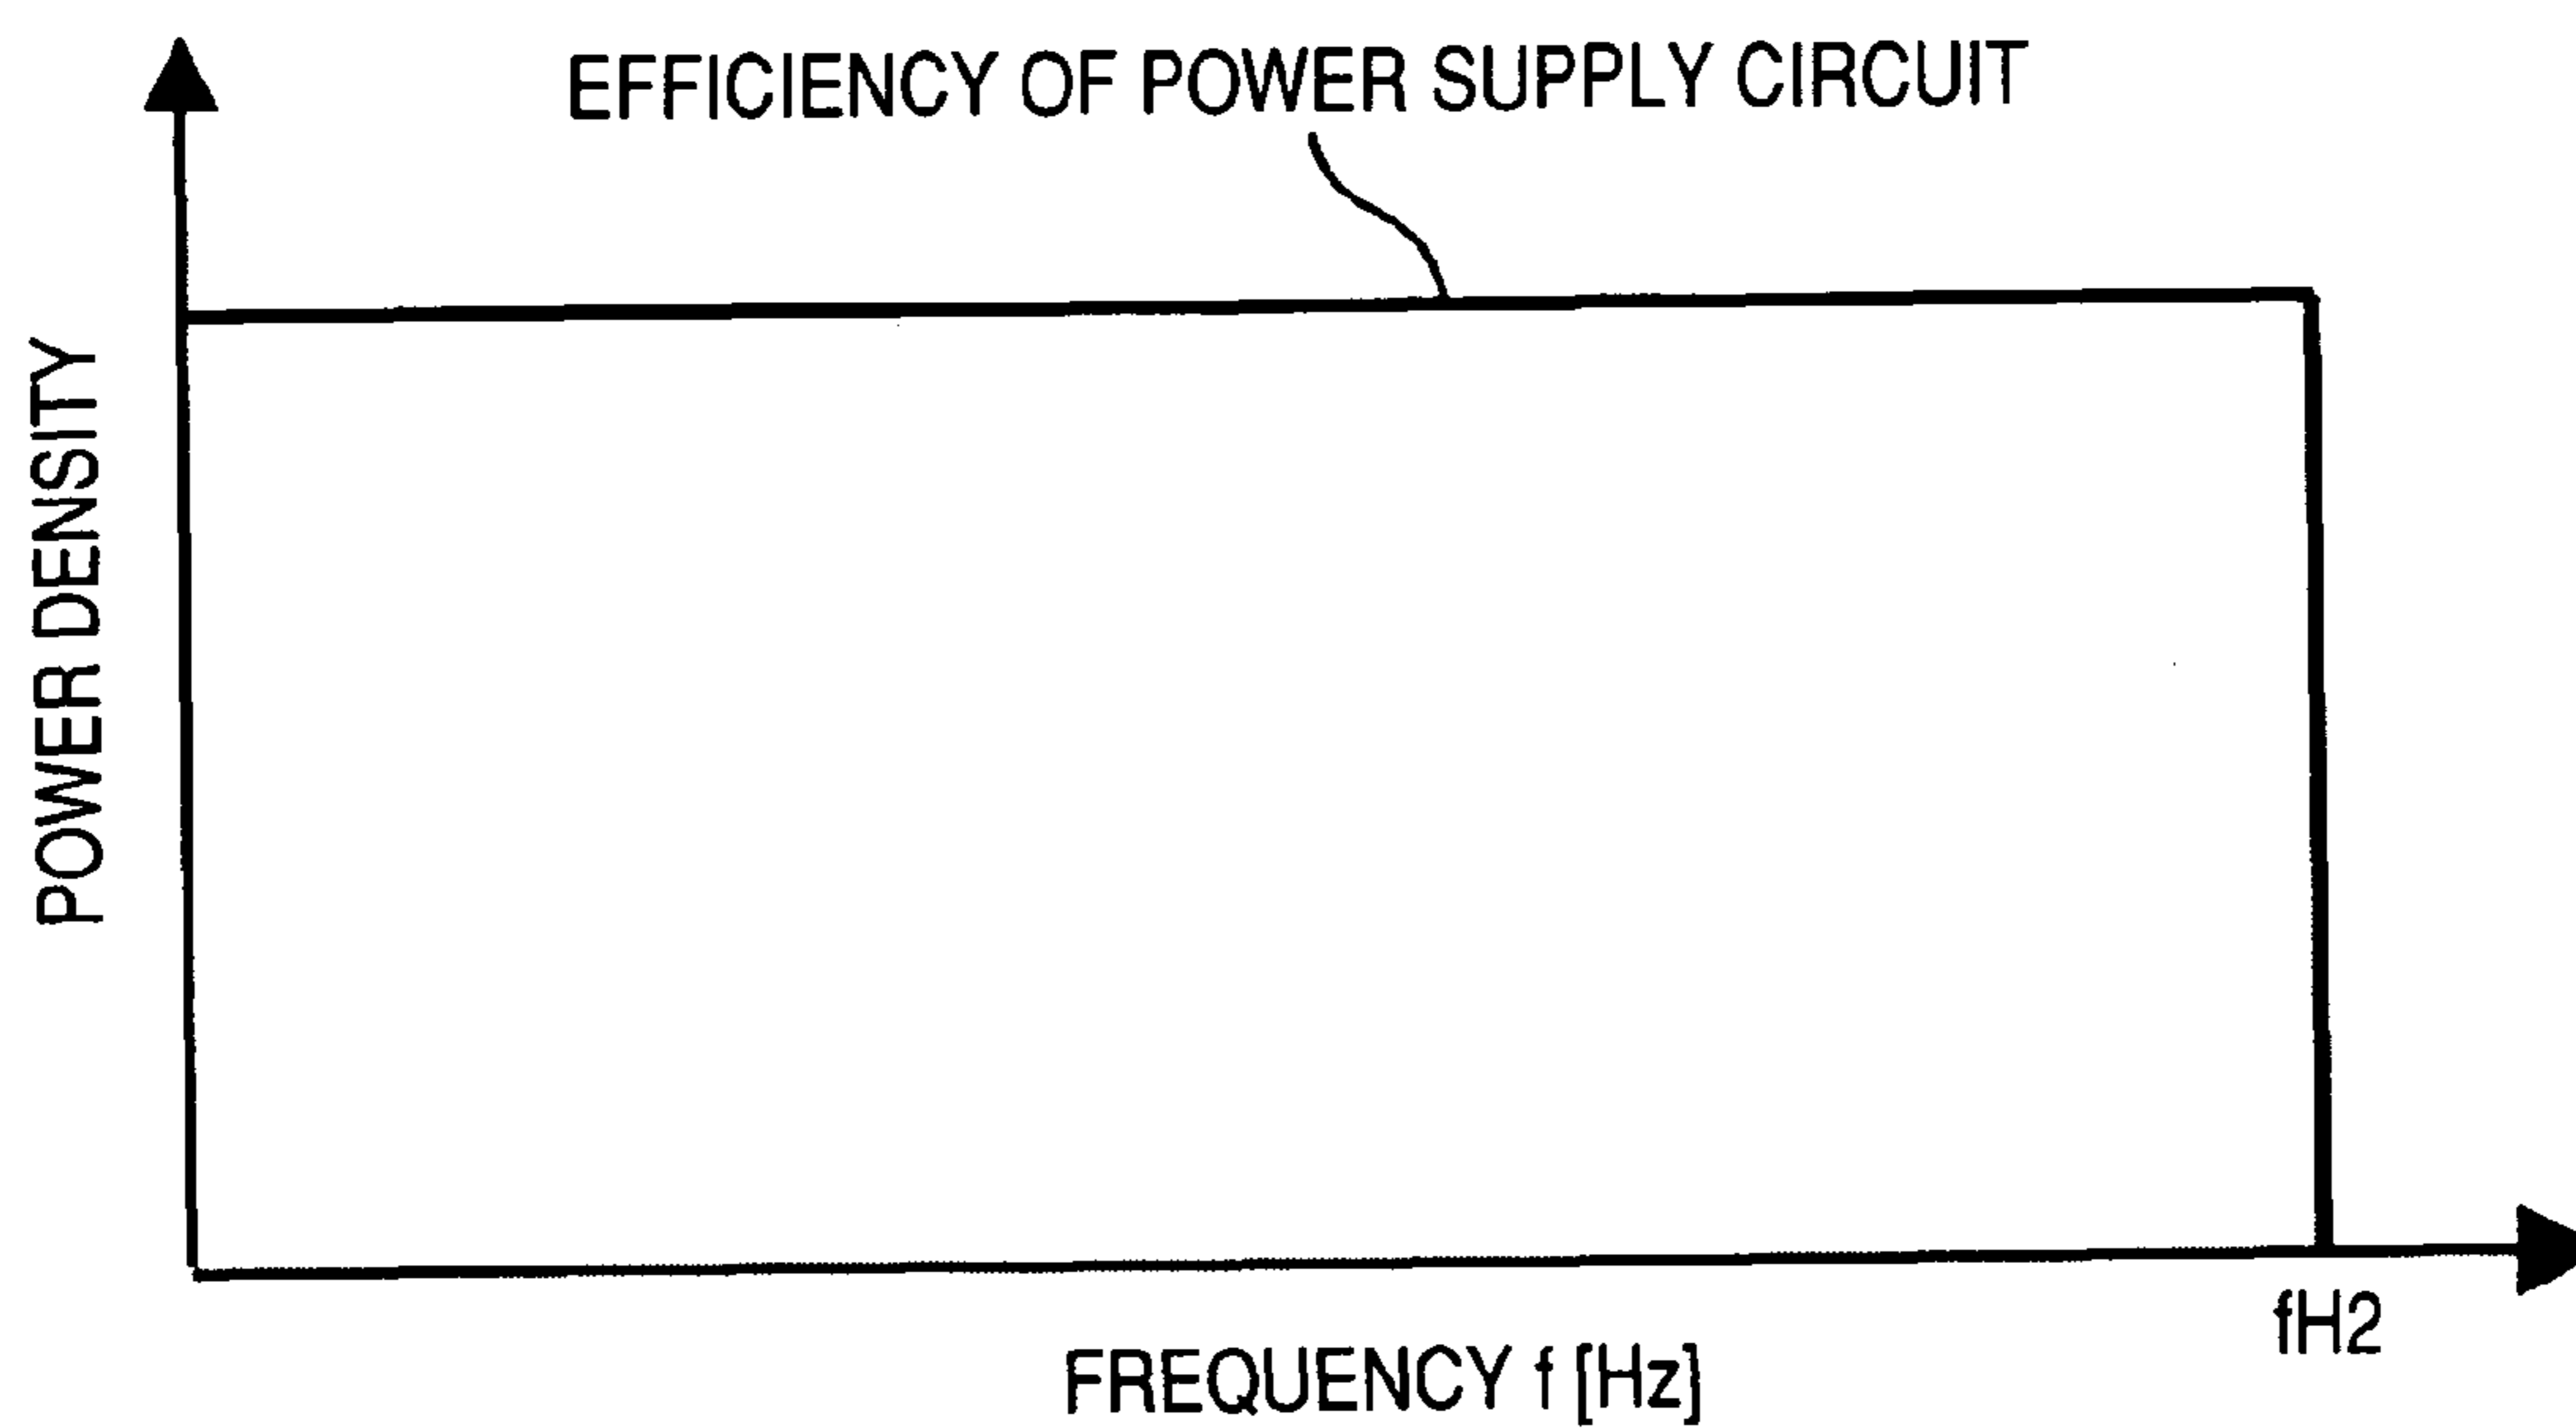 EFFICIENCY OF POWER SUPPLY CIRCUIT
POWER DENSITY
fH2
FREQUENCY f [Hz]